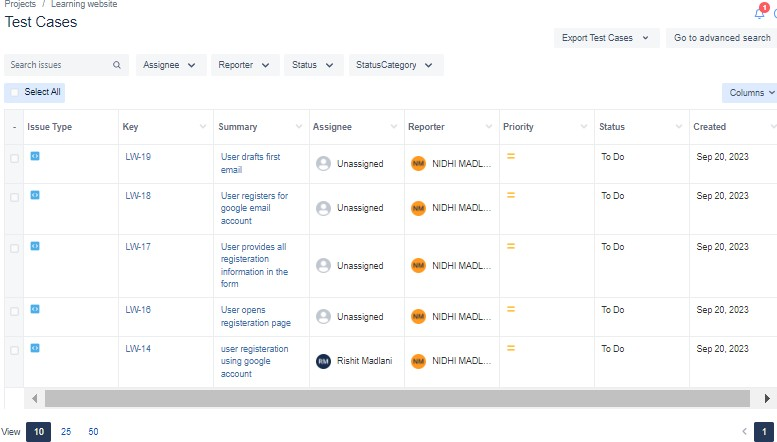 Projects / Learning website
1
Test Cases
Export Test Cases
Go to advanced search
Search issues
Assignee
Reporter
Status
StatusCategory
Select All
Columns
- Issue Type Key Summary Assignee Reporter Priority Status Created
LW-19 User drafts first Unassigned NM NIDHI MADL... To Do Sep 20, 2023
email
LW-18 User registers for Unassigned NM NIDHI MADL... To Do Sep 20, 2023
google email
account
LW-17 User provides all Unassigned NM NIDHI MADL... To Do Sep 20, 2023
registeration
information in the
form
LW-16 User opens Unassigned NM NIDHI MADL... To Do Sep 20, 2023
registeration page
LW-14 user registeration RM Rishit Madlani NM NIDHI MADL... To Do Sep 20, 2023
using google
account
View 10 25 50 1